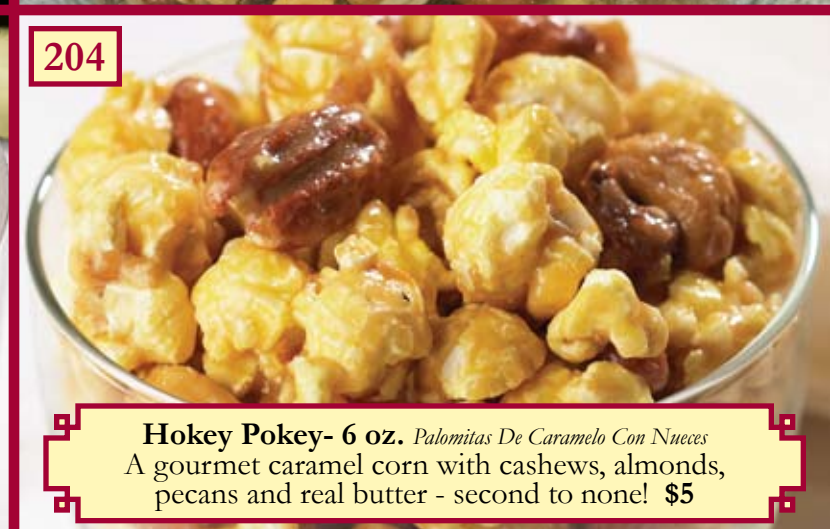 204
Hokey Pokey- 6 oz. Palomitas De Caramelo Con Nueces
A gourmet caramel corn with cashews, almonds,
pecans and real butter - second to none! $5